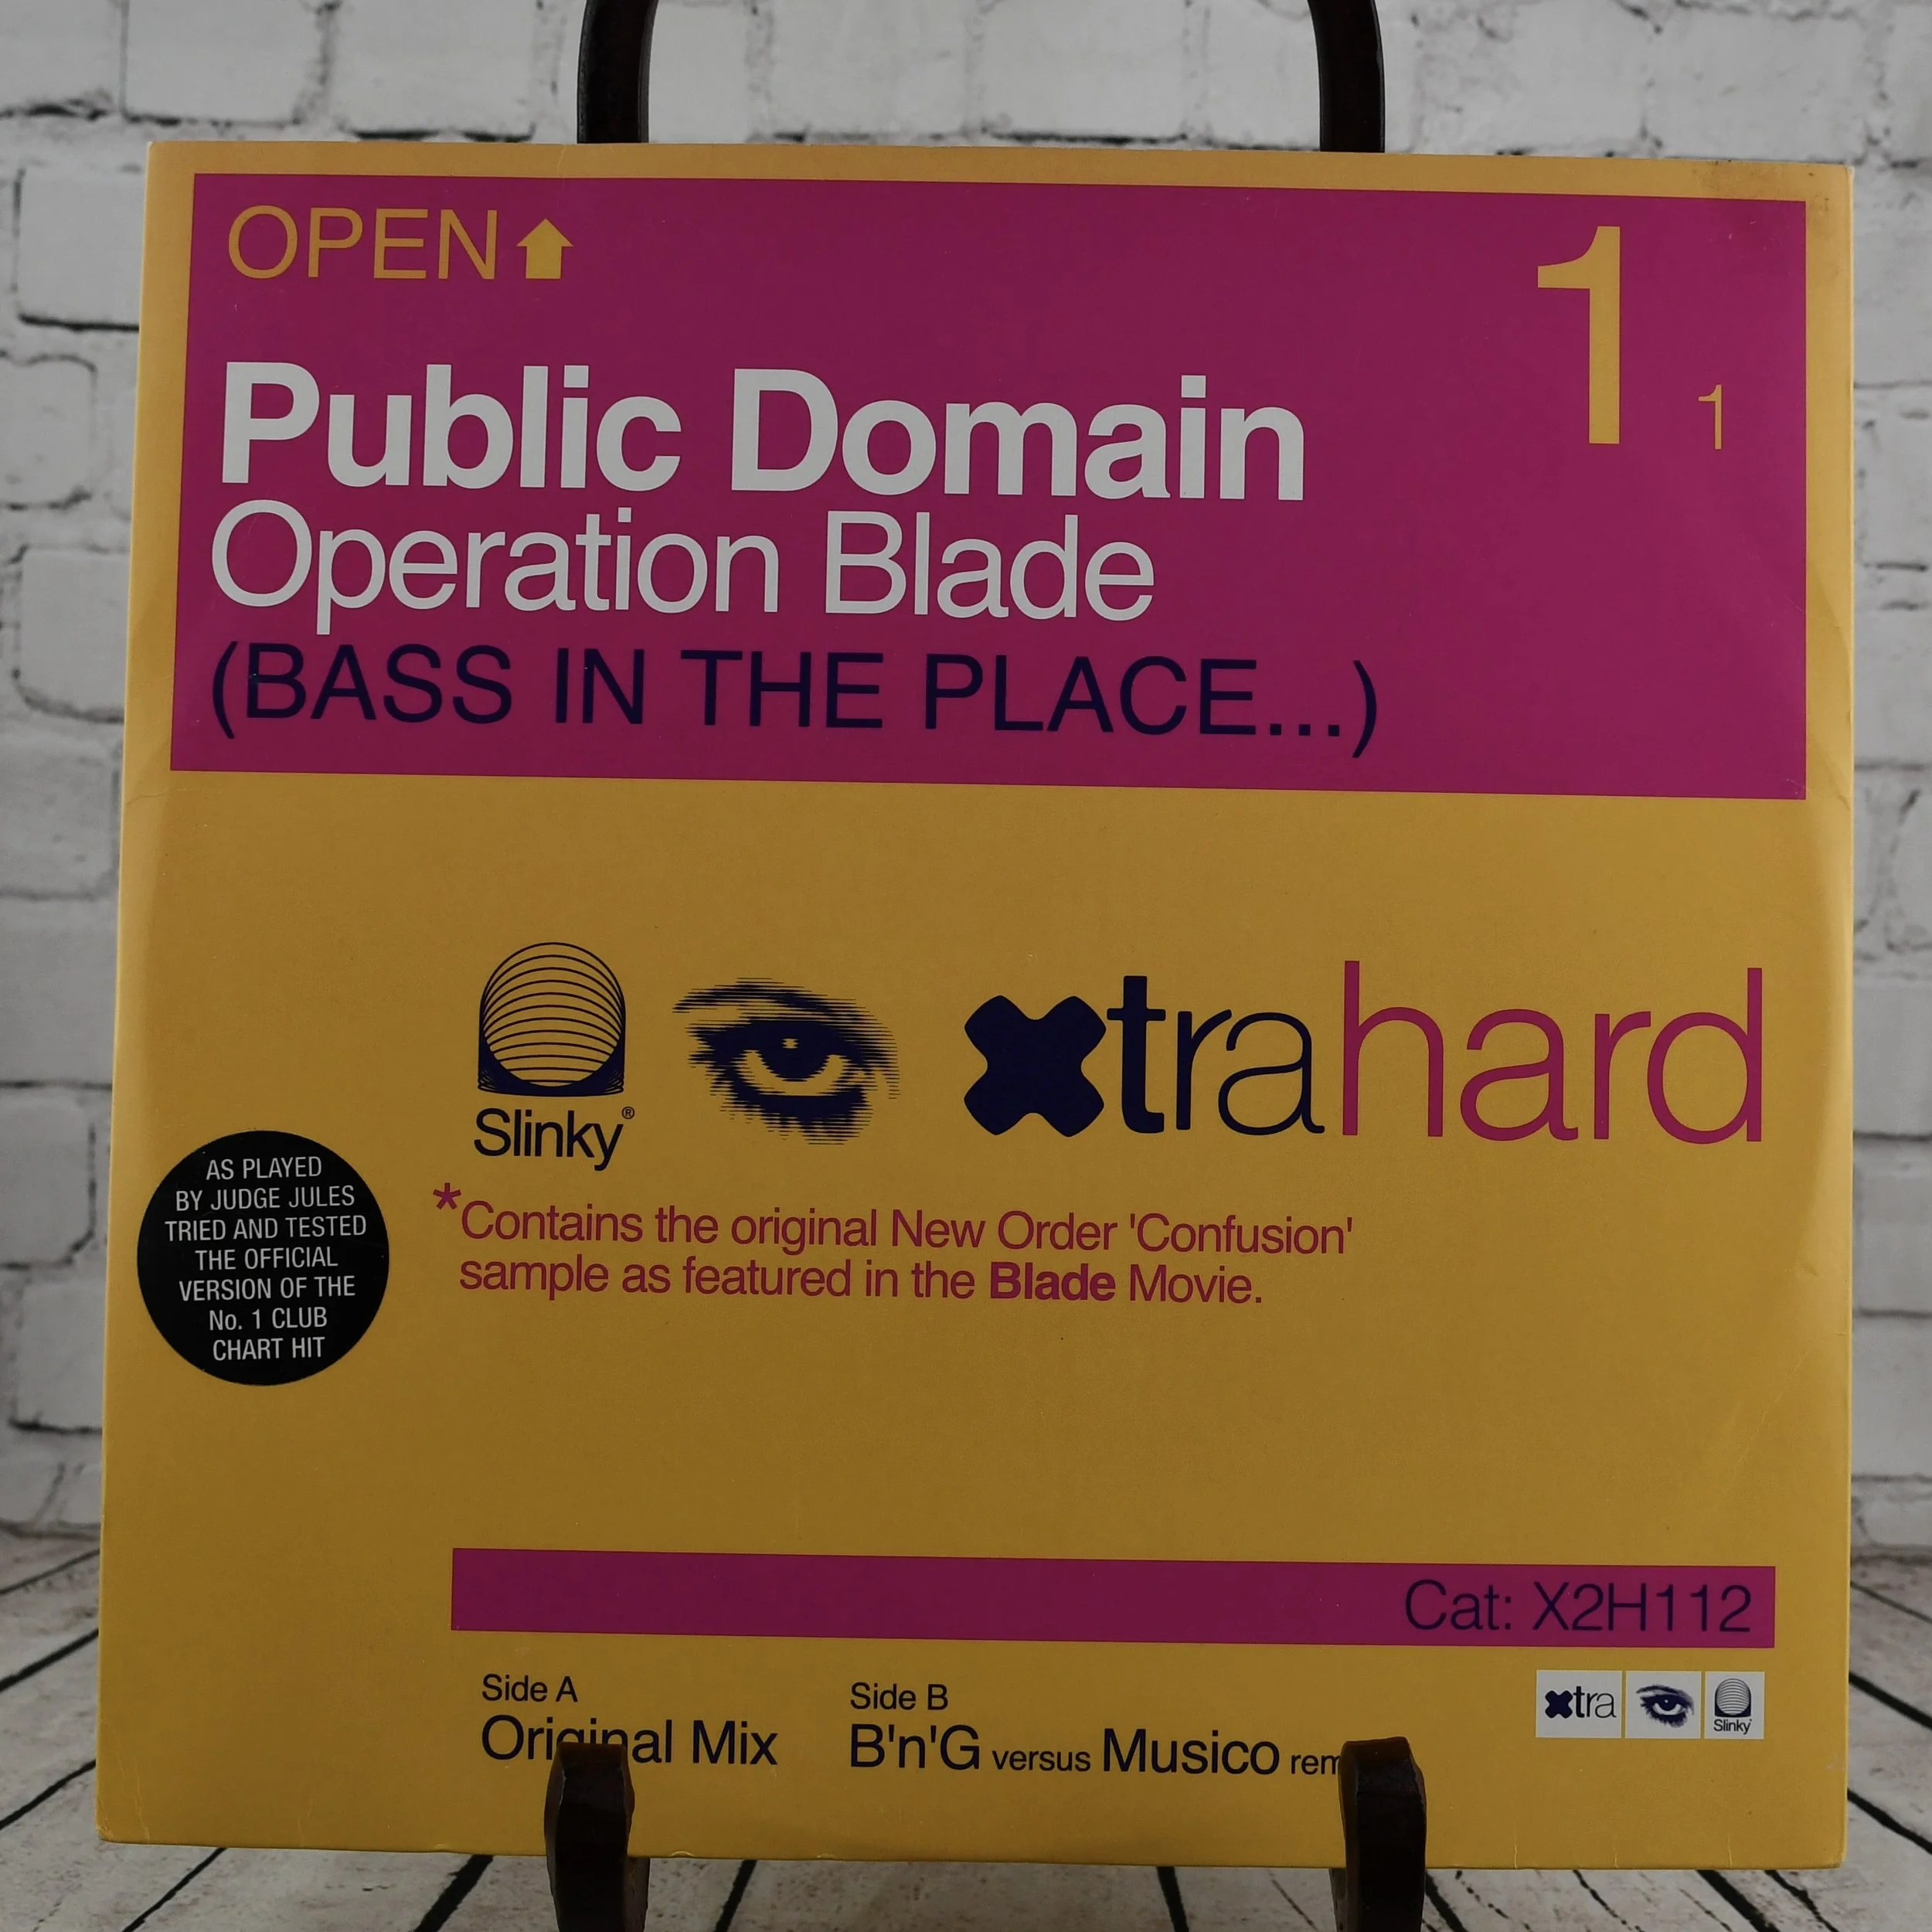 OPEN
1
1
Public Domain
Operation Blade
(BASS IN THE PLACE...)
Slinky®
xtrahard
AS PLAYED
BY JUDGE JULES
TRIED AND TESTED
THE OFFICIAL
VERSION OF THE
No. 1 CLUB
CHART HIT
*Contains the original New Order 'Confusion'
sample as featured in the Blade Movie.
Cat: X2H112
Side A
Original Mix
Side B
B'n'G versus Musico
xtra
Slinky